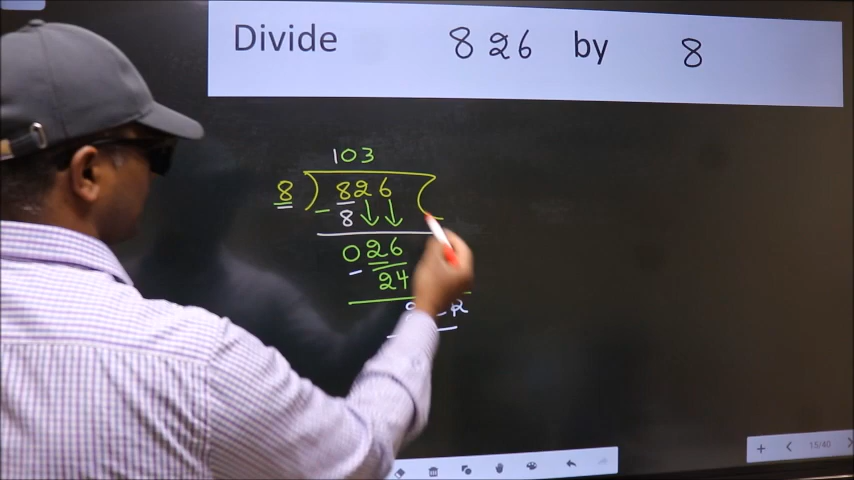 Divide 826 by 8
103
8 ) 826 (
- 8
026
- 24
R
15/40